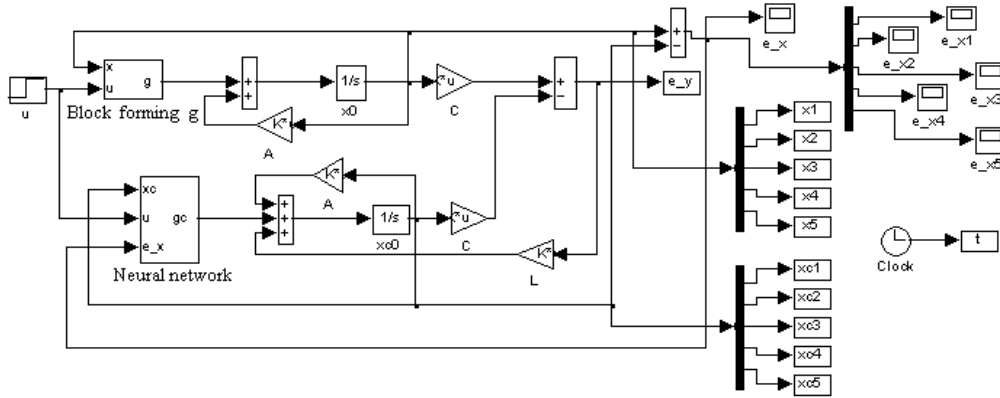 x
u
g
Block forming g
u
+
+
1/s
x0
K*
A
u
C
+
−
e_y
+
−
e_x
e_x1
e_x2
e_x3
e_x4
e_x5
x1
x2
x3
x4
x5
xc
u
e_x
gc
Neural network
K*
A
+
+
+
1/s
xc0
u
C
K*
L
Clock
t
xc1
xc2
xc3
xc4
xc5